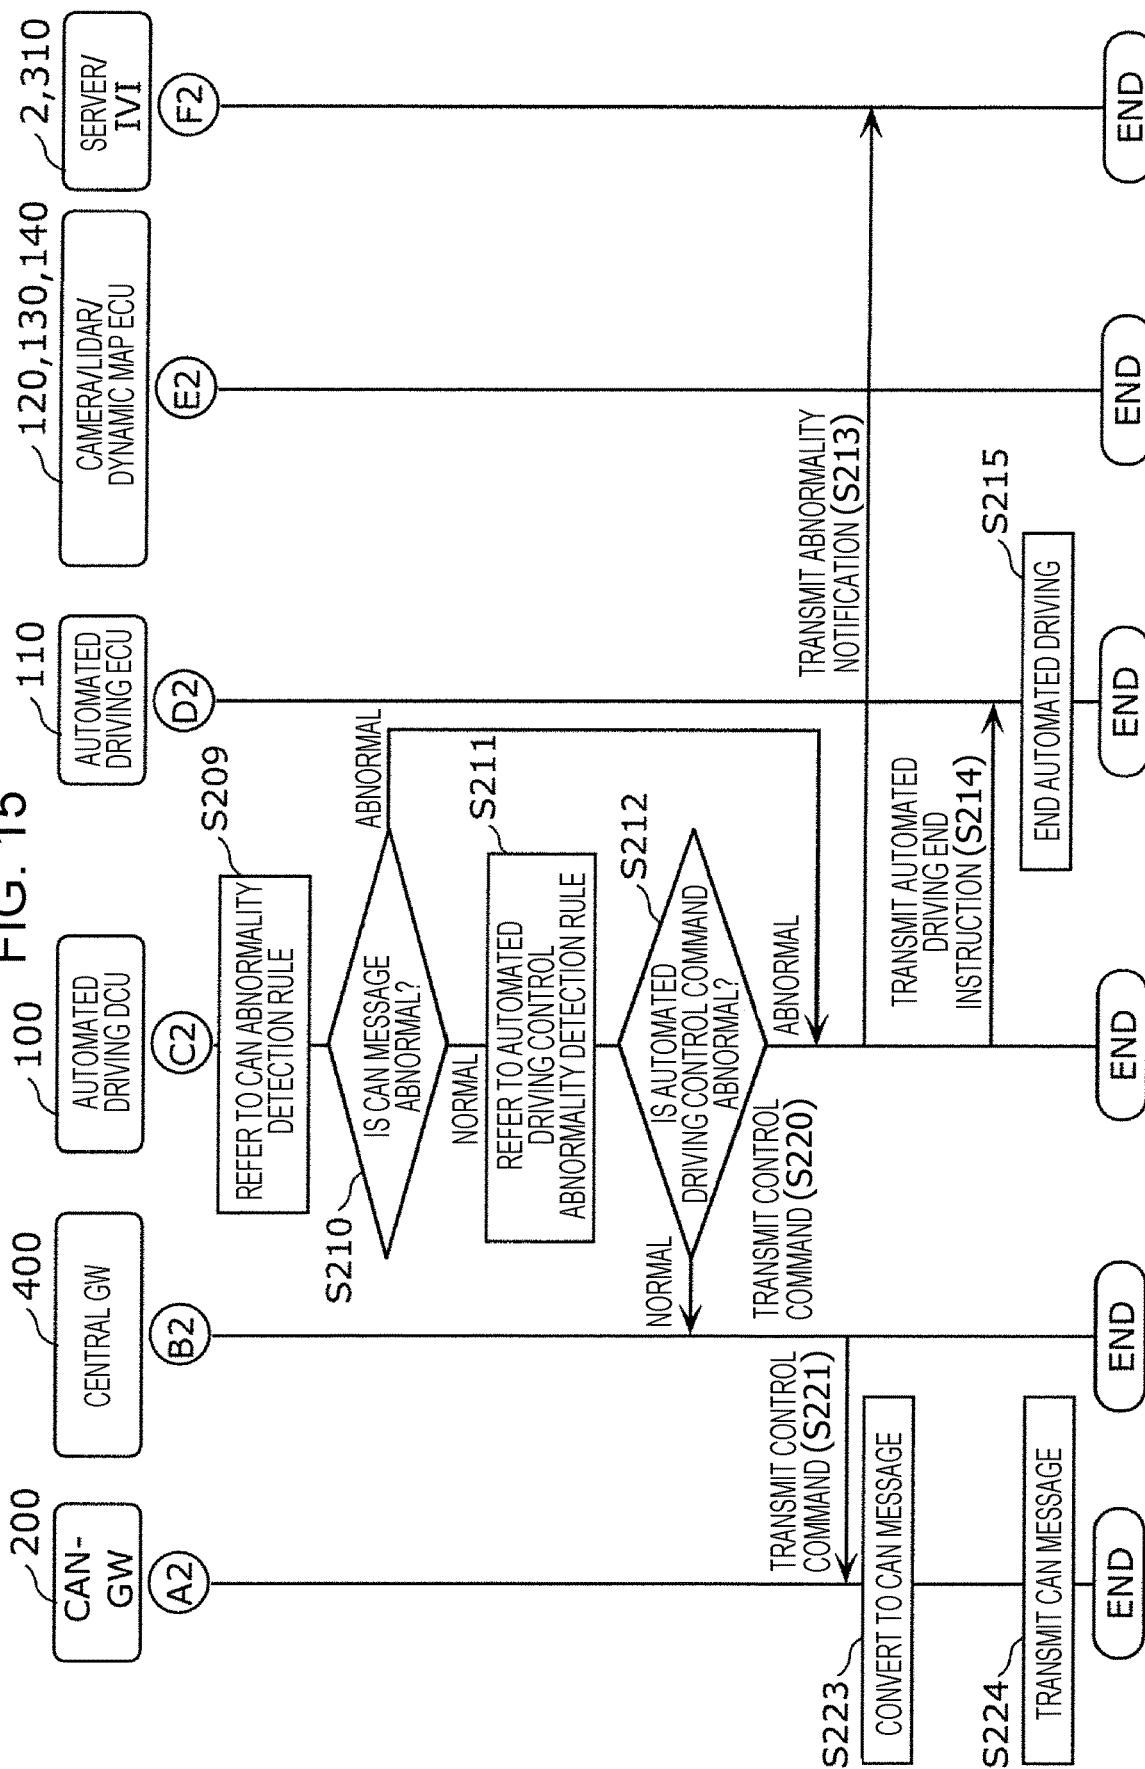 FIG. 15
200
CAN-
GW
A2
400
CENTRAL GW
B2
100
AUTOMATED
DRIVING DCU
C2
110
AUTOMATED
DRIVING ECU
D2
120,130,140
CAMERA/LIDAR/
DYNAMIC MAP ECU
E2
2,310
SERVER/
IVI
F2
S209
REFER TO CAN ABNORMALITY
DETECTION RULE
S210
IS CAN MESSAGE
ABNORMAL?
ABNORMAL
NORMAL
S211
REFER TO AUTOMATED
DRIVING CONTROL
ABNORMALITY DETECTION RULE
S212
IS AUTOMATED
DRIVING CONTROL COMMAND
ABNORMAL?
NORMAL
ABNORMAL
TRANSMIT CONTROL
COMMAND (S220)
TRANSMIT CONTROL
COMMAND (S221)
TRANSMIT ABNORMALITY
NOTIFICATION (S213)
S223
CONVERT TO CAN MESSAGE
TRANSMIT AUTOMATED
DRIVING END
INSTRUCTION (S214)
S215
END AUTOMATED DRIVING
S224
TRANSMIT CAN MESSAGE
END
END
END
END
END
END